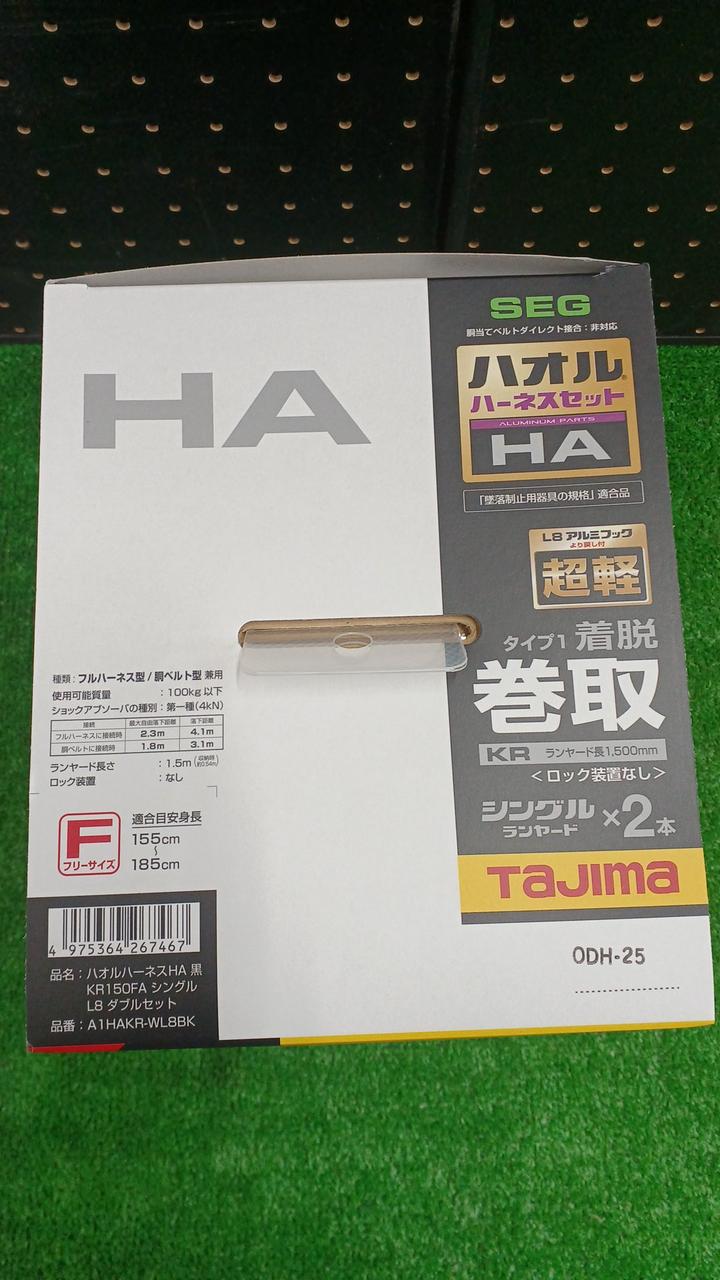 HA
SEG
胴当てベルトダイレクト接合：非対応
ハオル®
ハーネスセット
ALUMINUM PARTS
HA
「墜落制止用器具の規格」適合品
L8 アルミフック
より戻し付
超軽
タイプ1 着脱
巻取
KR ランヤード長1,500mm
＜ロック装置なし＞
シングル
ランヤード
×2本
TAJIMA
ODH-25
種類：フルハーネス型/胴ベルト型 兼用
使用可能質量 ：100kg 以下
ショックアブソーバの種別：第一種(4kN)
接続 最大自由落下距離 落下距離
フルハーネスに接続時 2.3m 4.1m
胴ベルトに接続時 1.8m 3.1m
ランヤード長さ ：1.5m (収納時 約0.54m)
ロック装置 ：なし
F
フリーサイズ
適合目安身長
155cm
〜
185cm
4 975364 267467
品名：ハオルハーネスHA 黒
KR150FA シングル
L8 ダブルセット
品番：A1HAKR-WL8BK